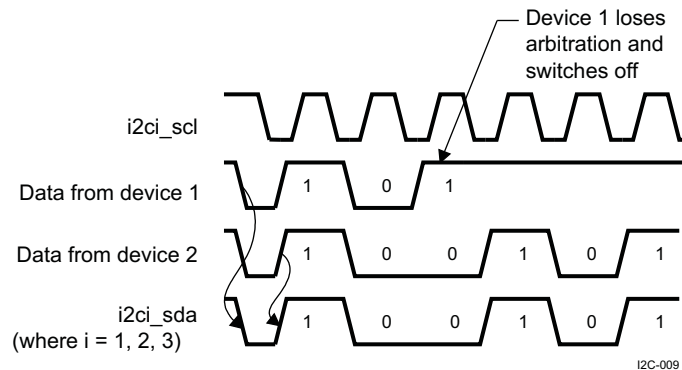 Device 1 loses
arbitration and
switches off
i2ci_scl
Data from device 1
1 0 1
Data from device 2
1 0 0 1 0 1
i2ci_sda
(where i = 1, 2, 3)
1 0 0 1 0 1
I2C-009